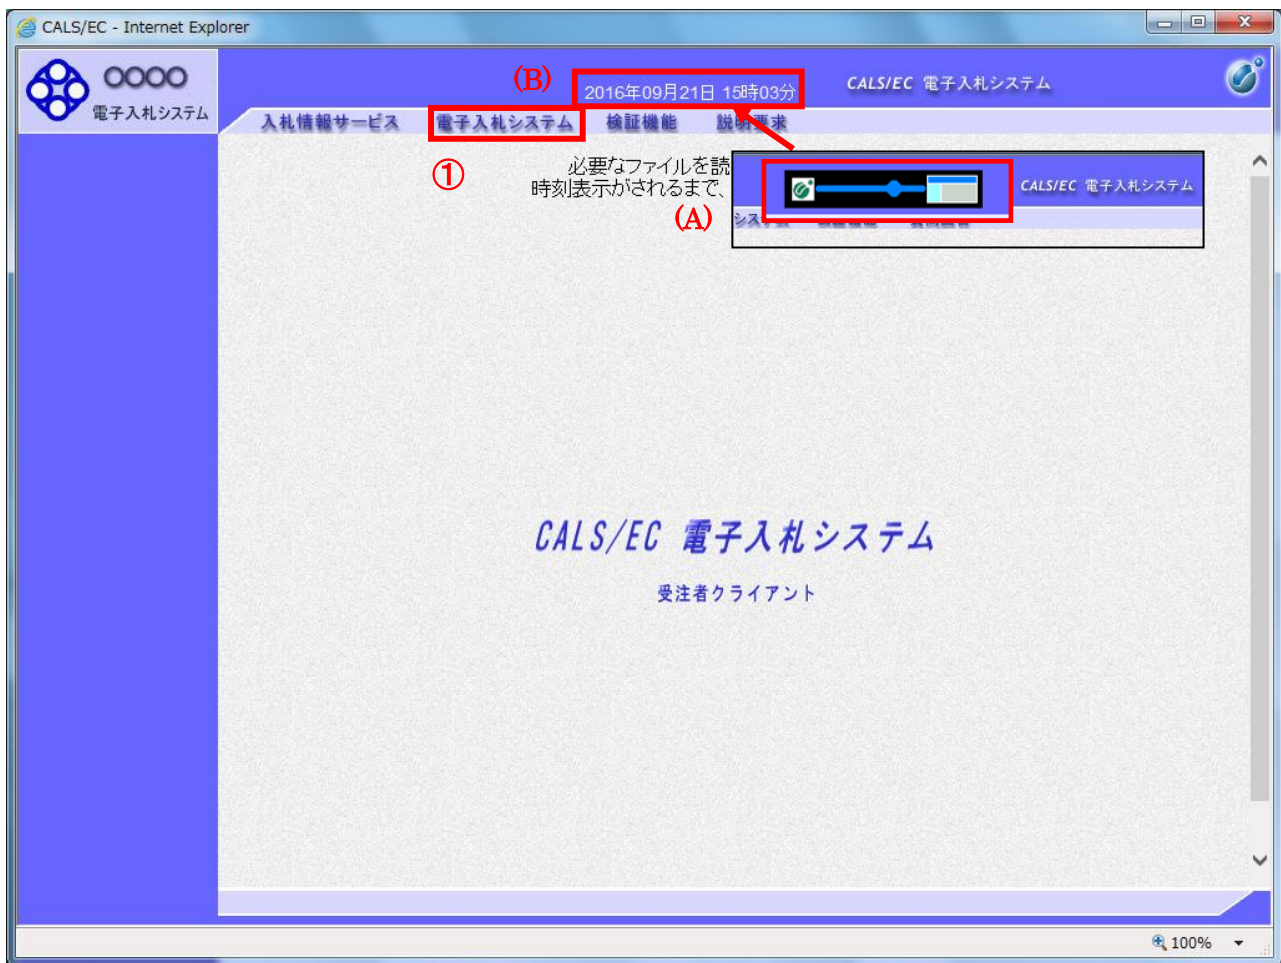 CALS/EC - Internet Explorer
OOOO
電子入札システム
(B)
2016年09月21日 15時03分
CALS/EC 電子入札システム
入札情報サービス 電子入札システム 検証機能 説明要求
①
必要なファイルを読
時刻表示がされるまで、
(A)
CALS/EC 電子入札システム
CALS/EC 電子入札システム
受注者クライアント
100%